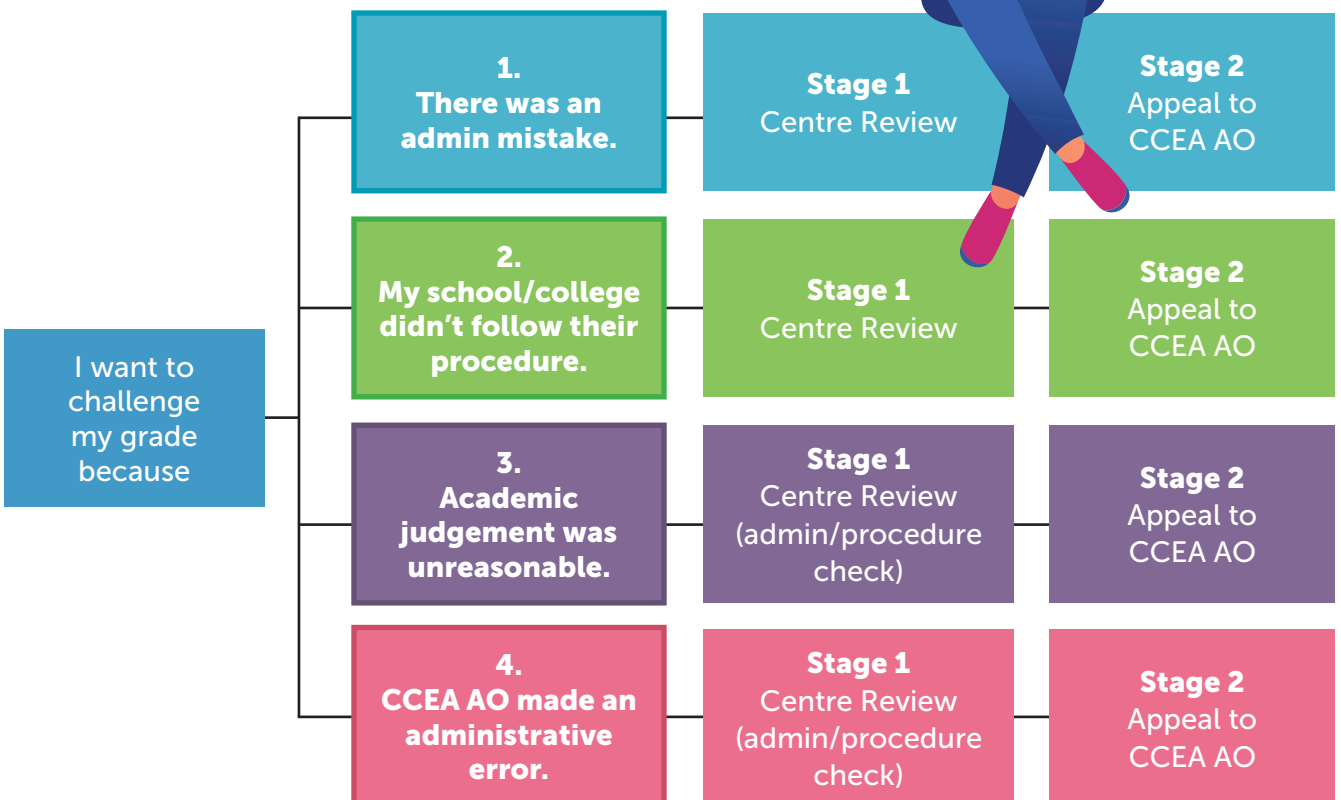 I want to
challenge
my grade
because
1.
There was an
admin mistake.
Stage 1
Centre Review
Stage 2
Appeal to
CCEA AO
2.
My school/college
didn't follow their
procedure.
Stage 1
Centre Review
Stage 2
Appeal to
CCEA AO
3.
Academic
judgement was
unreasonable.
Stage 1
Centre Review
(admin/procedure
check)
Stage 2
Appeal to
CCEA AO
4.
CCEA AO made an
administrative
error.
Stage 1
Centre Review
(admin/procedure
check)
Stage 2
Appeal to
CCEA AO